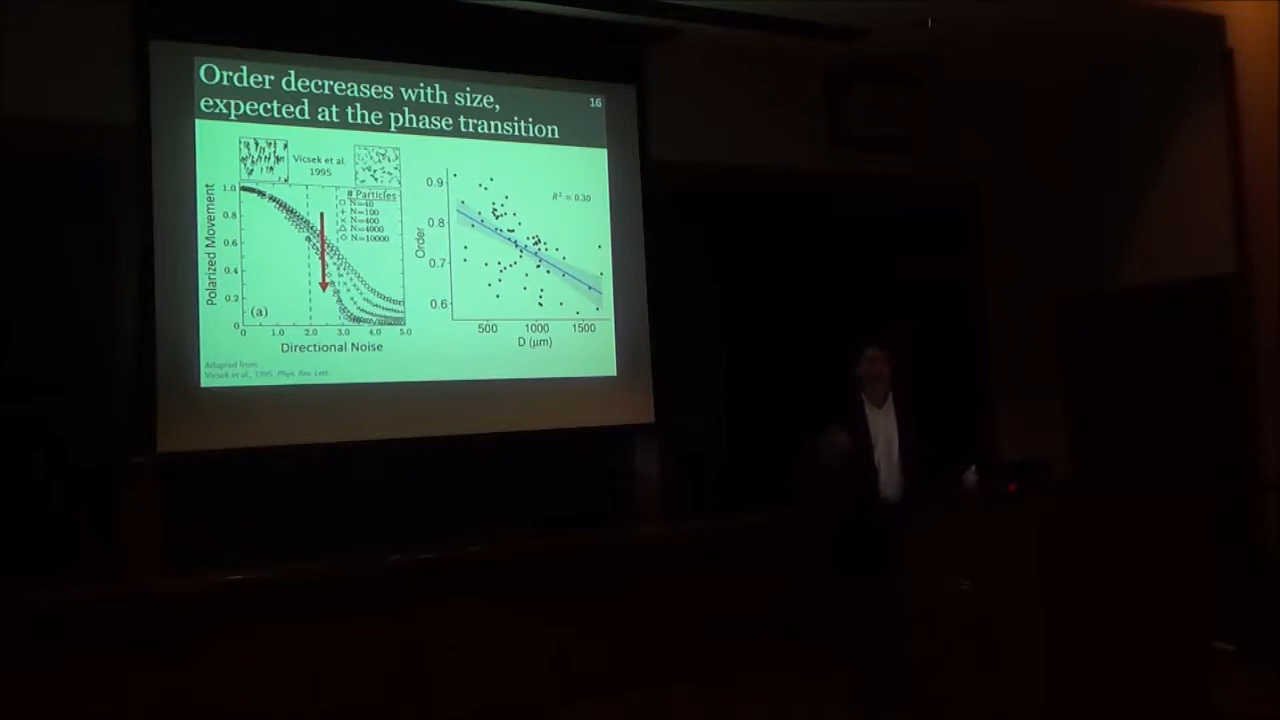 Order decreases with size,
expected at the phase transition
16
Vicsek et al.
1995
Polarized Movement
1.0
0.8
0.6
0.4
0.2
0
# Particles
N=40
N=100
N=400
N=4000
N=10000
(a)
0 1.0 2.0 3.0 4.0 5.0
Directional Noise
Order
0.9
0.8
0.7
0.6
R² = 0.30
500 1000 1500
D (μm)
Adapted from:
Vicsek et al., 1995. Phys. Rev. Lett.